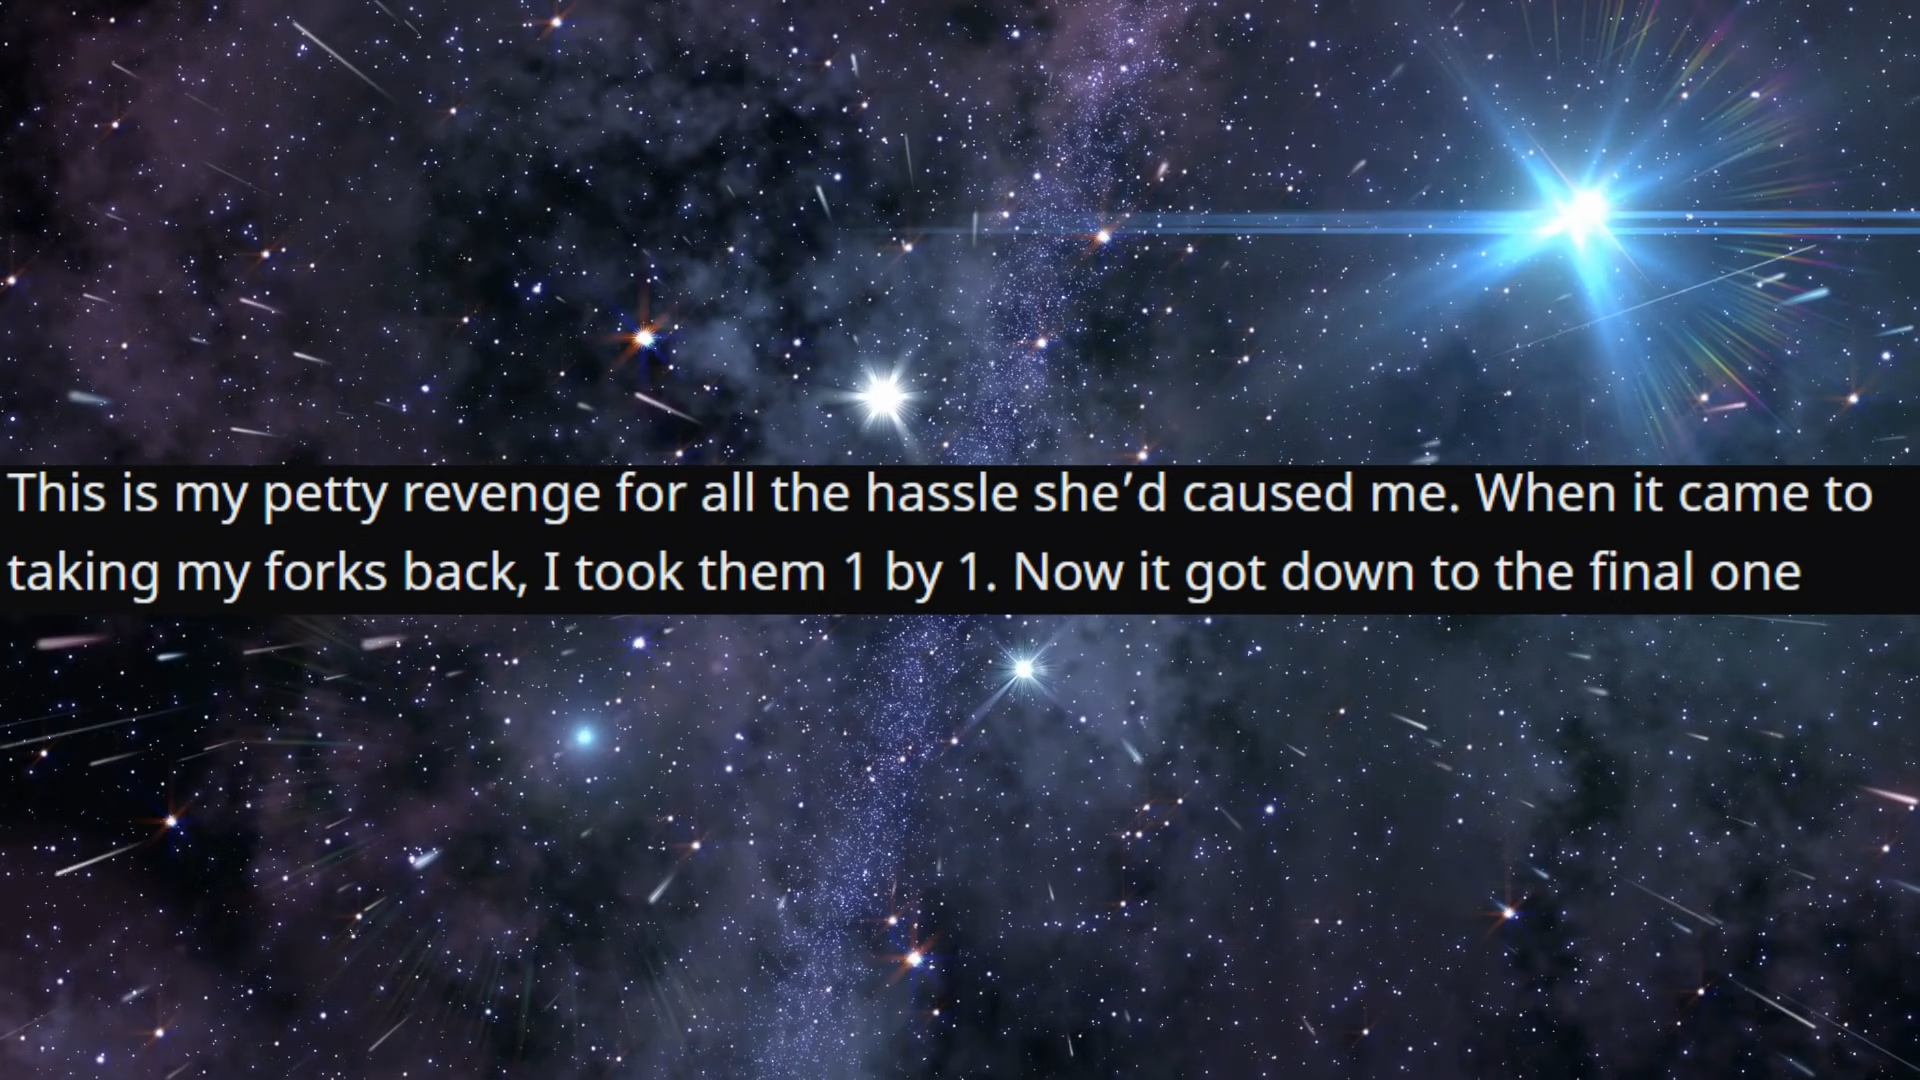 This is my petty revenge for all the hassle she’d caused me. When it came to
taking my forks back, I took them 1 by 1. Now it got down to the final one